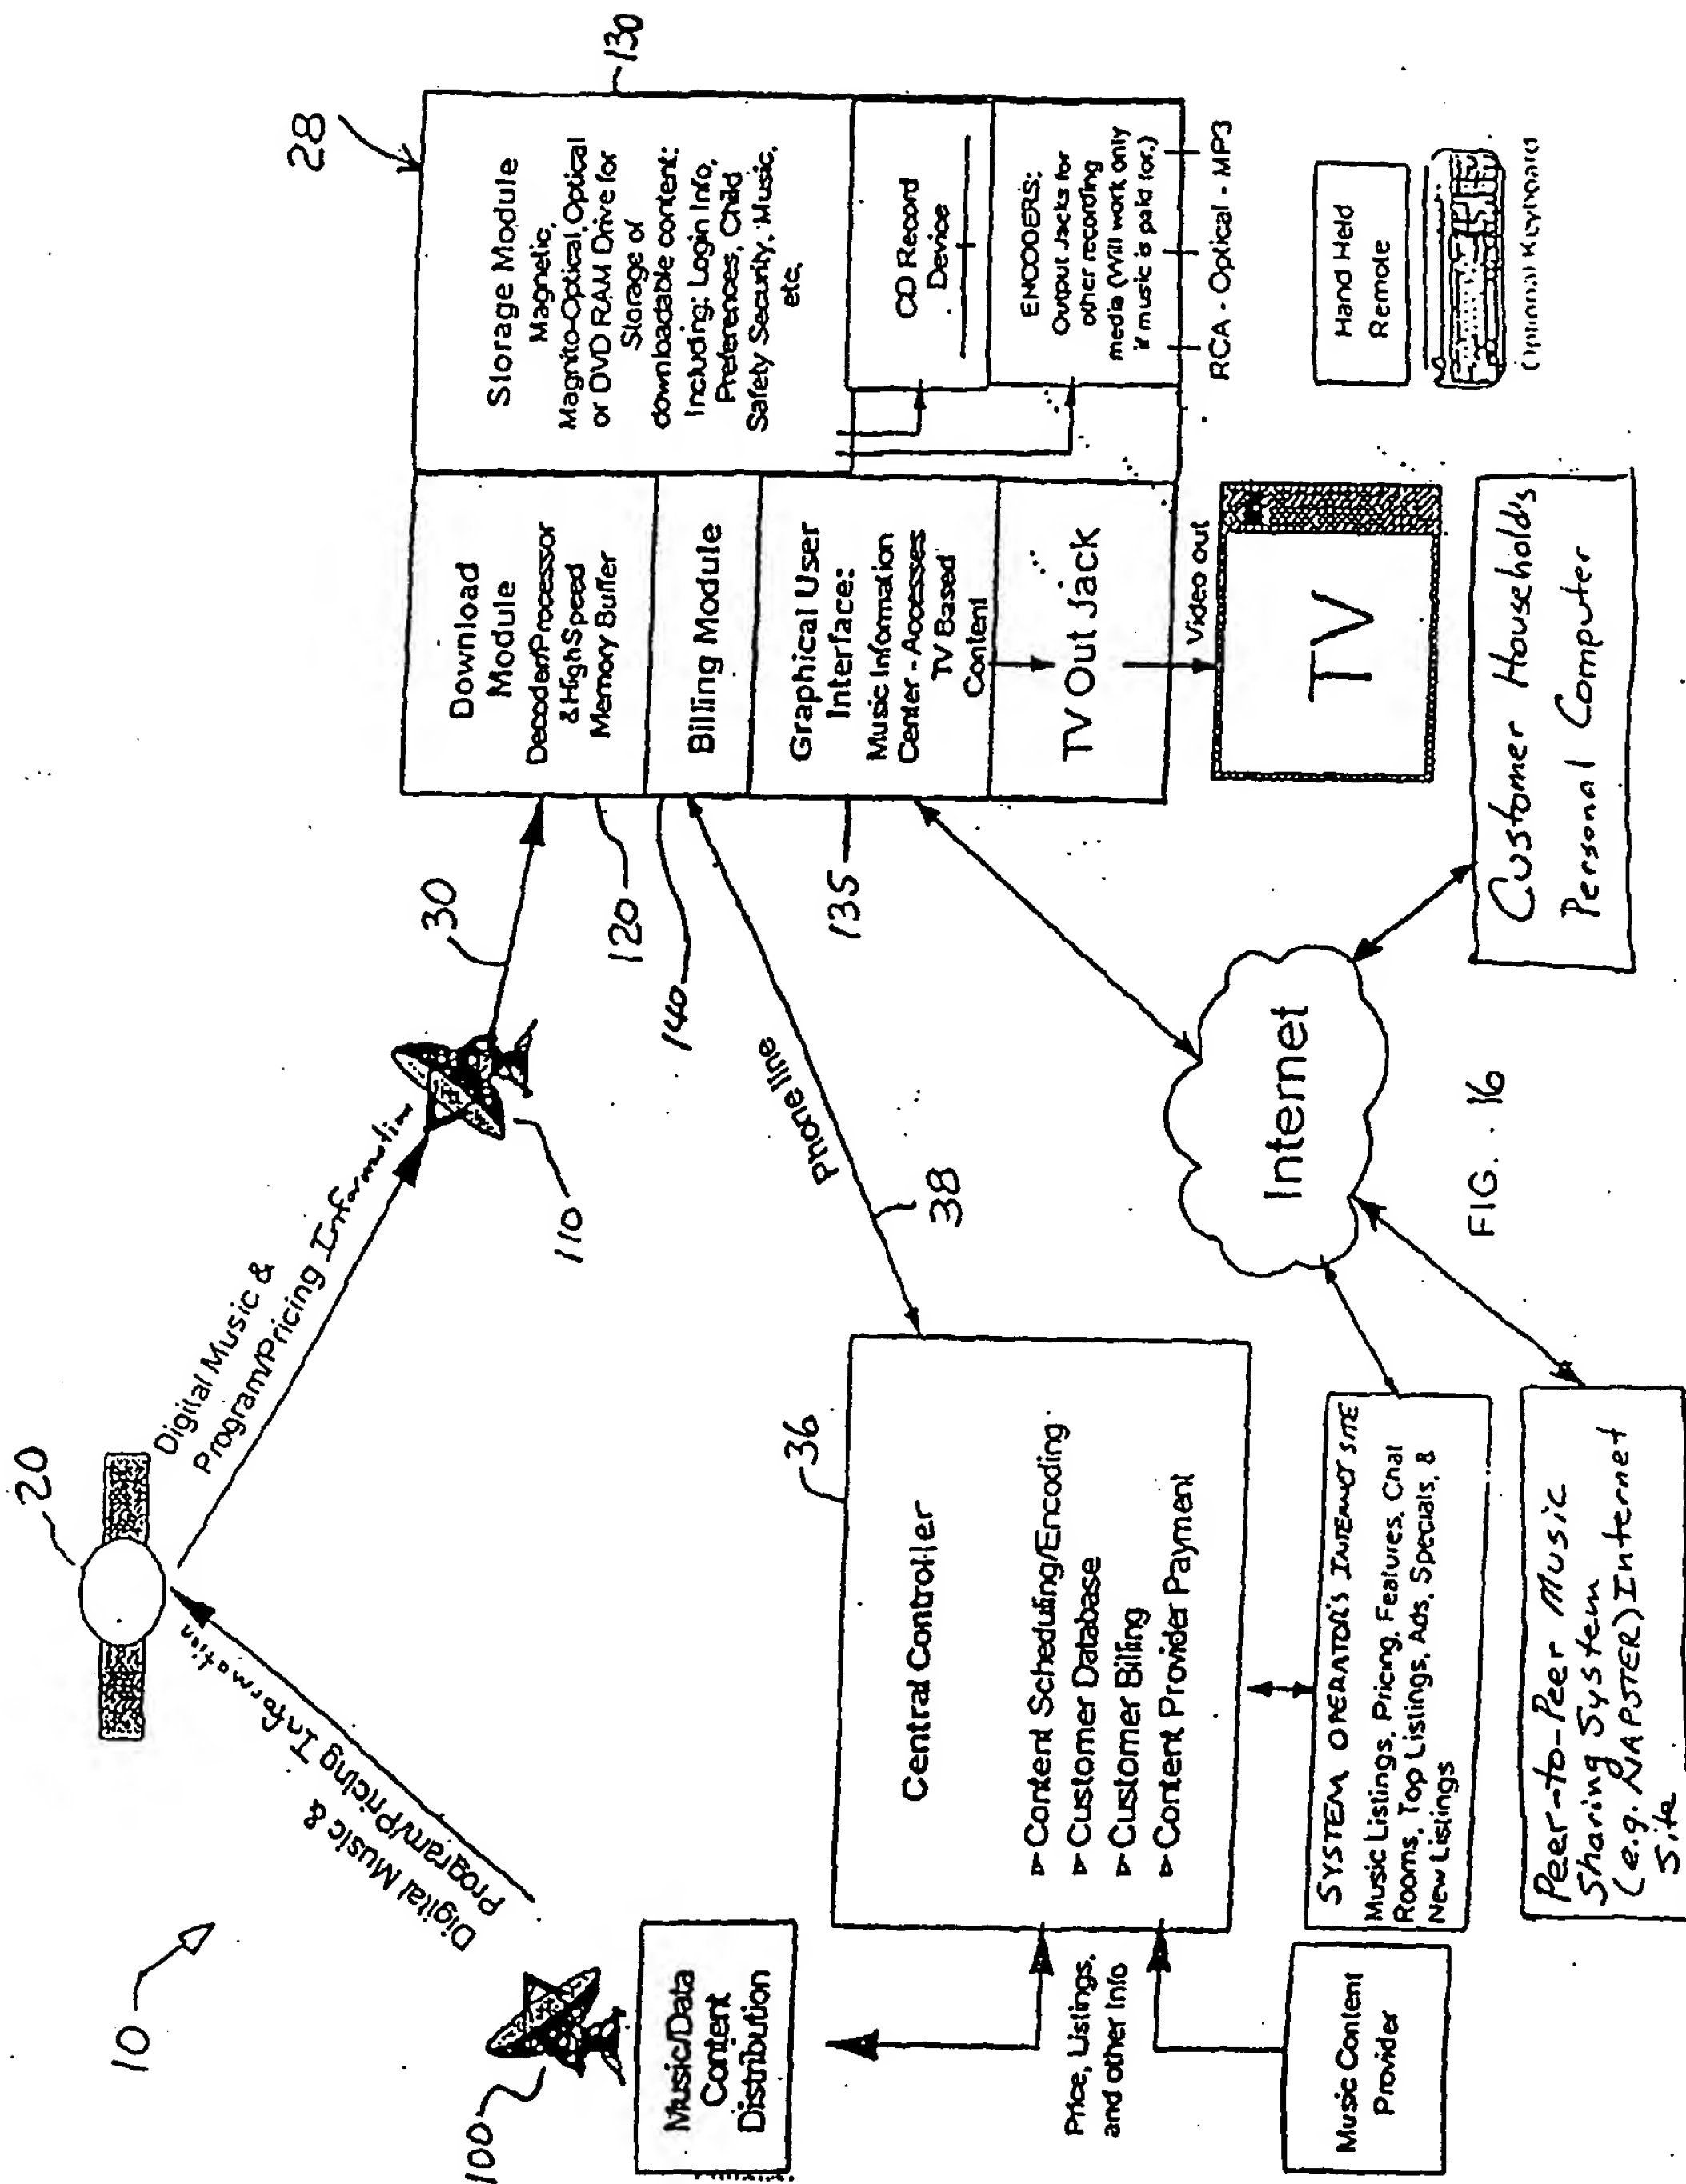 10
20
Digital Music &
Program/Pricing Information
Digital Music &
Program/Pricing Information
100
Music/Data
Content
Distribution
110
30
28
130
Download
Module
Decoder/Processor
& High Speed
Memory Buffer
120
Billing Module
140
Graphical User
Interface:
Music Information
Center - Accesses
TV Based
Content
135
TV Out Jack
Video out
TV
Storage Module
Magnetic,
Magnito-Optical, Optical
or DVD RAM Drive for
Storage of
downloadable content:
Including: Login Info,
Preferences, Child
Safety Security, Music,
etc.
CD Record
Device
ENCODERS:
Output Jacks for
other recording
media (Will work only
if music is paid for.)
RCA - Optical - MP3
Hand Held
Remote
Optional Keyboard
Phone line
38
36
Central Controller
Content Scheduling/Encoding
Customer Database
Customer Billing
Content Provider Payment
Price, Listings,
and other Info
Music Content
Provider
SYSTEM OPERATOR'S INTERNET SITE
Music Listings, Pricing, Features, Chat
Rooms, Top Listings, Ads, Specials, &
New Listings
Peer-to-Peer Music
Sharing System
(e.g. NAPSTER) Internet
Site
Internet
Customer Household's
Personal Computer
FIG. 16